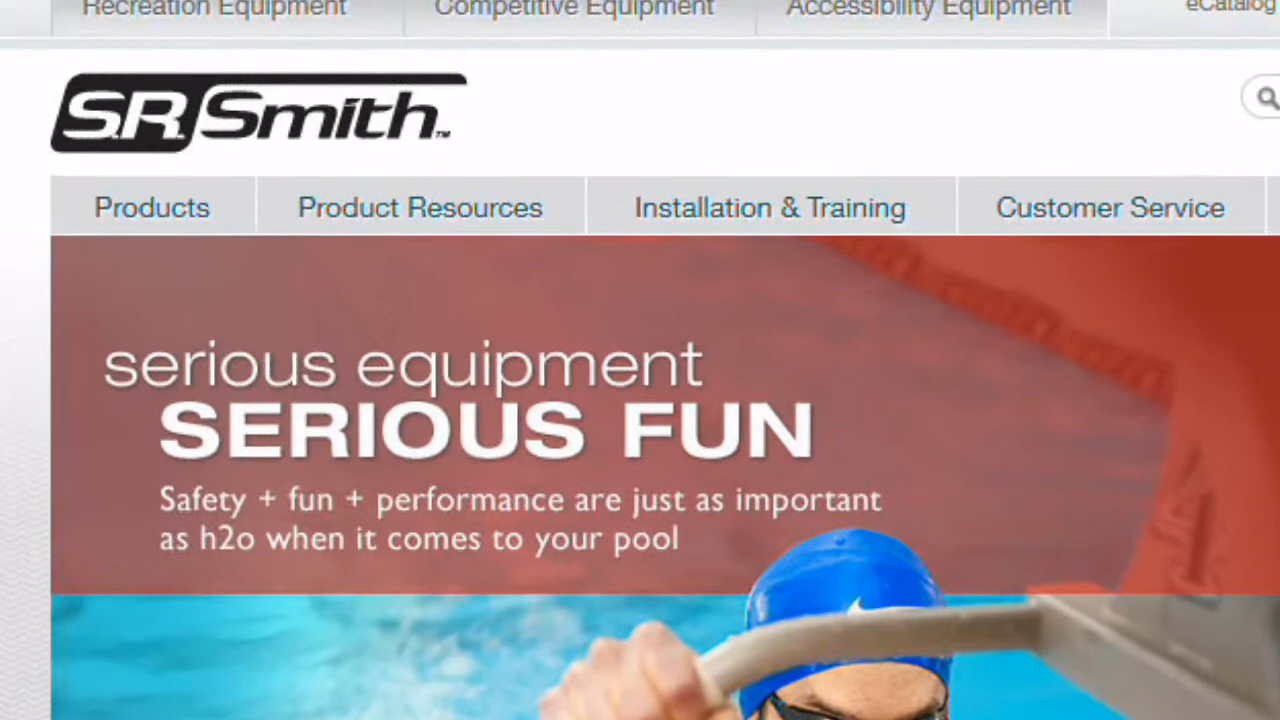 Recreation Equipment
Competitive Equipment
Accessibility Equipment
eCatalog
S.R.Smith™
Products
Product Resources
Installation & Training
Customer Service
serious equipment
SERIOUS FUN
Safety + fun + performance are just as important
as h2o when it comes to your pool